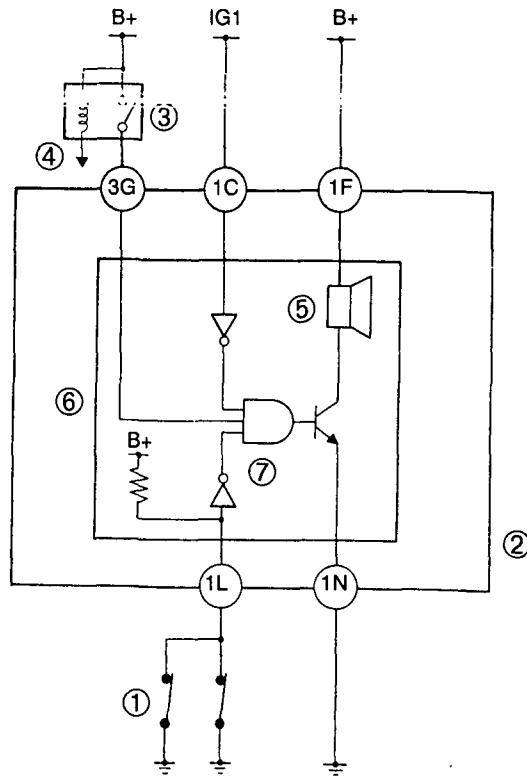 B+ IG1 B+
③
④
3G 1C 1F
⑤
⑥
B+
⑦
②
1L 1N
①